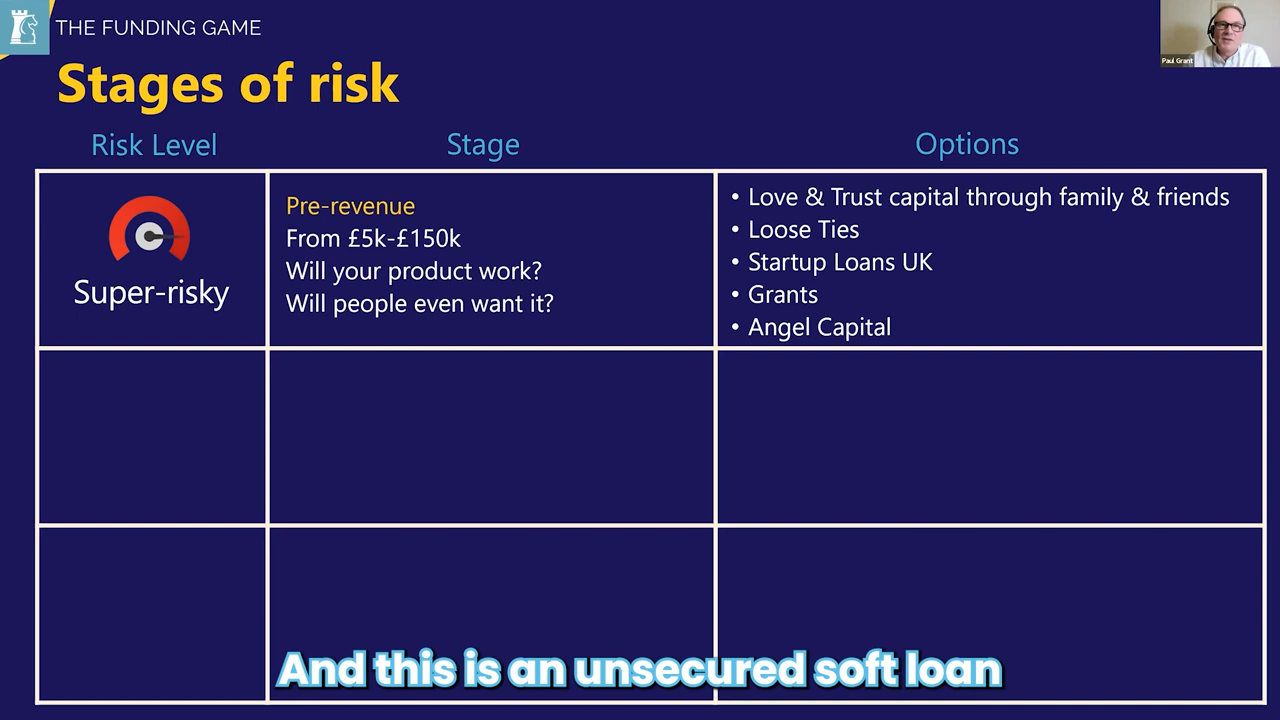 THE FUNDING GAME
Paul Grant
Stages of risk
Risk Level
Stage
Options
Super-risky
Pre-revenue
From £5k-£150k
Will your product work?
Will people even want it?
• Love & Trust capital through family & friends
• Loose Ties
• Startup Loans UK
• Grants
• Angel Capital
And this is an unsecured soft loan